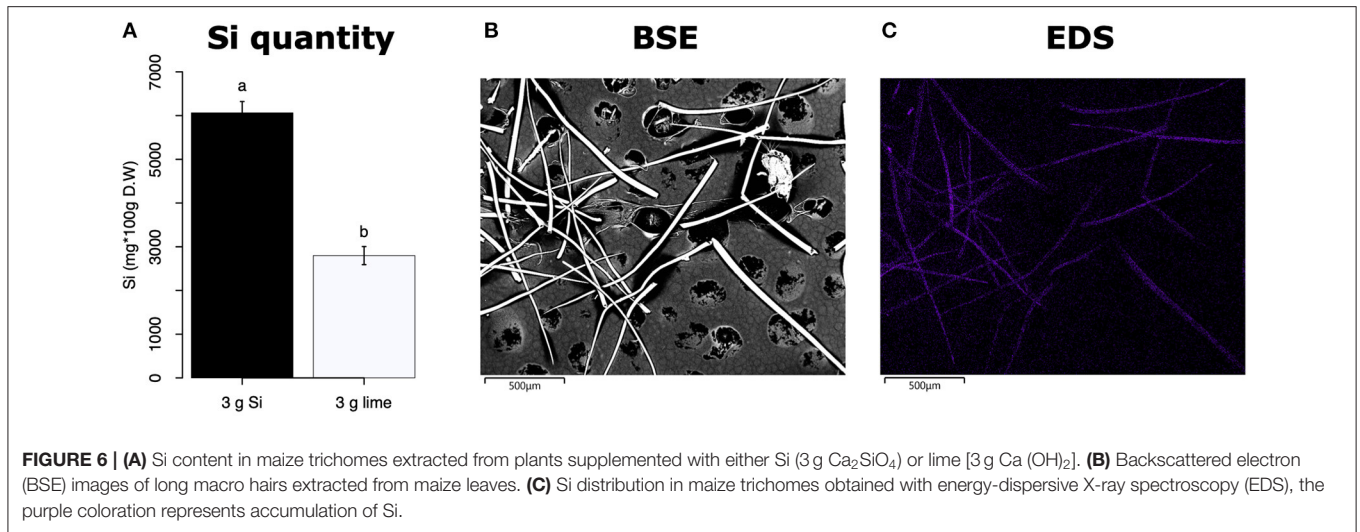 A
Si quantity
B
BSE
C
EDS
7000
5000
3000
1000
0
Si (mg*100g D.W)
a
b
3 g Si
3 g lime
500μm
500μm
FIGURE 6 | (A) Si content in maize trichomes extracted from plants supplemented with either Si (3 g Ca₂SiO₄) or lime [3 g Ca (OH)₂]. (B) Backscattered electron
(BSE) images of long macro hairs extracted from maize leaves. (C) Si distribution in maize trichomes obtained with energy-dispersive X-ray spectroscopy (EDS), the
purple coloration represents accumulation of Si.